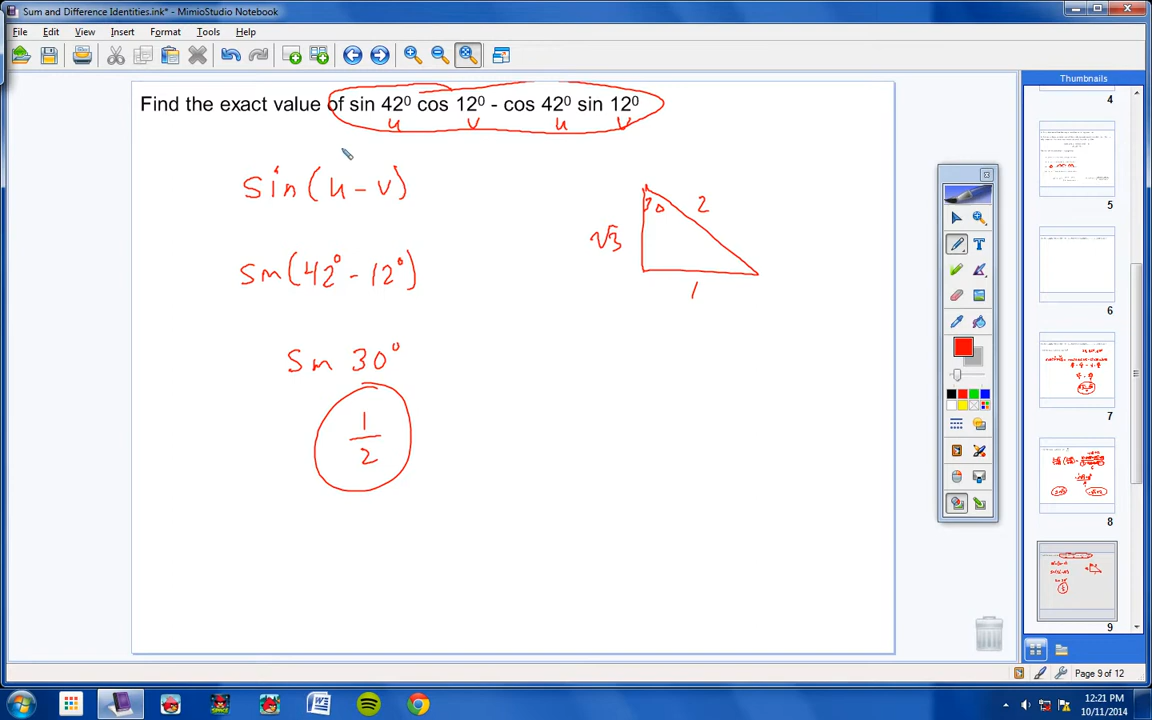 Sum and Difference Identities.ink* - MimioStudio Notebook
File Edit View Insert Format Tools Help
Thumbnails
Find the exact value of sin 42⁰ cos 12⁰ - cos 42⁰ sin 12⁰
u v u v
sin(u - v)
sin(42° - 12°)
sin 30°
1
2
30 2
√3
1
T
4
5
6
7
8
9
Page 9 of 12
12:21 PM
10/11/2014